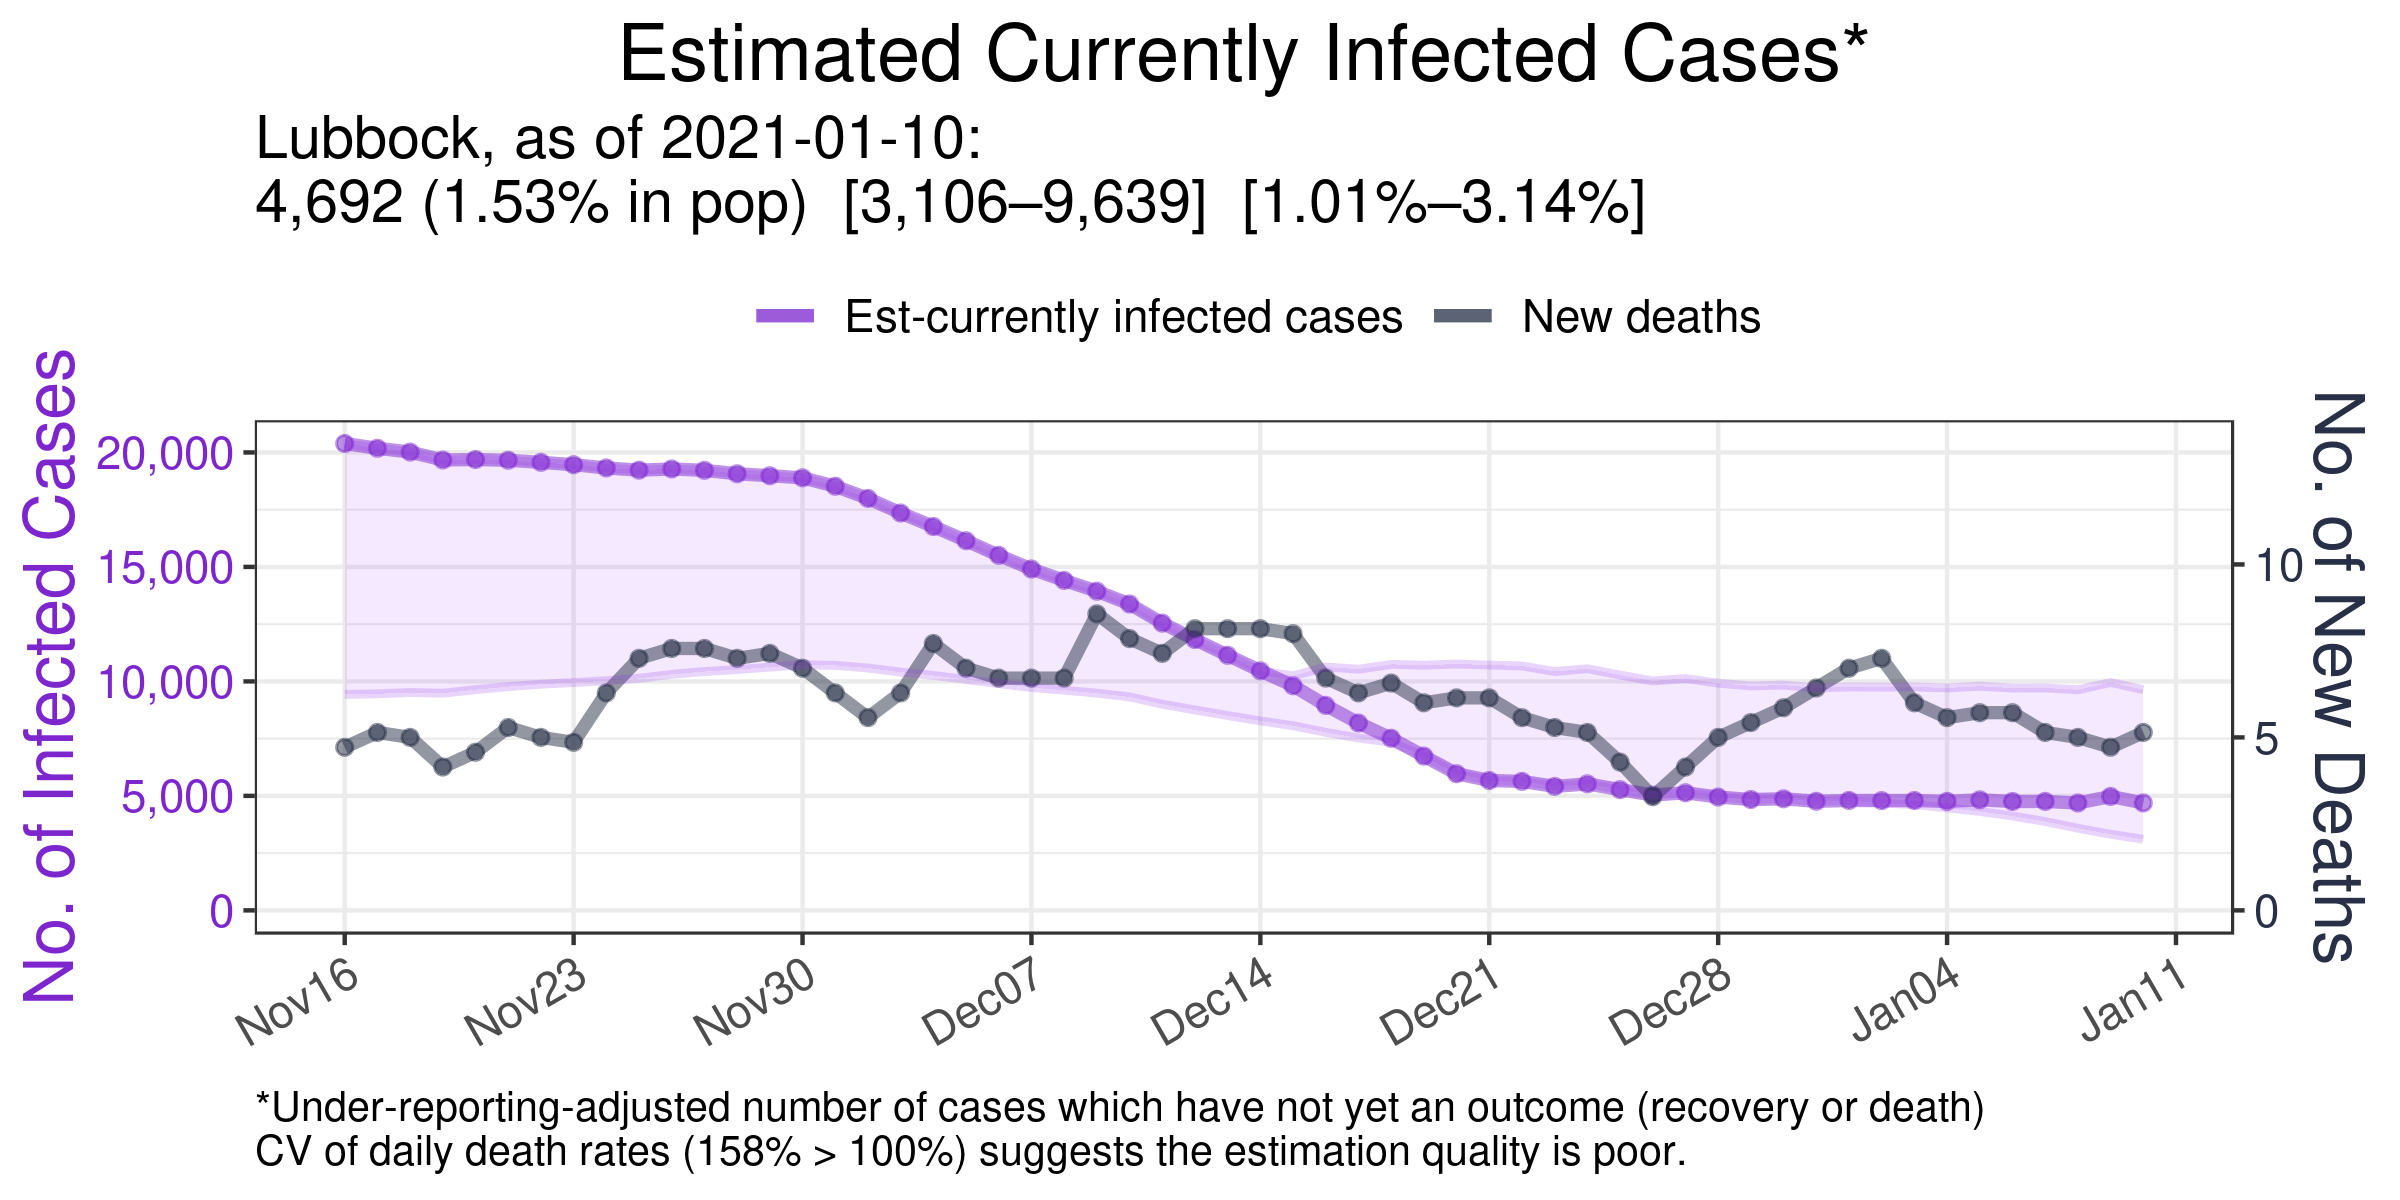 Estimated Currently Infected Cases*
Lubbock, as of 2021-01-10:
4,692 (1.53% in pop)  [3,106–9,639]  [1.01%–3.14%]
Est-currently infected cases
New deaths
No. of Infected Cases
20,000
15,000
10,000
5,000
0
No. of New Deaths
10
5
0
Nov16
Nov23
Nov30
Dec07
Dec14
Dec21
Dec28
Jan04
Jan11
*Under-reporting-adjusted number of cases which have not yet an outcome (recovery or death)
CV of daily death rates (158% > 100%) suggests the estimation quality is poor.